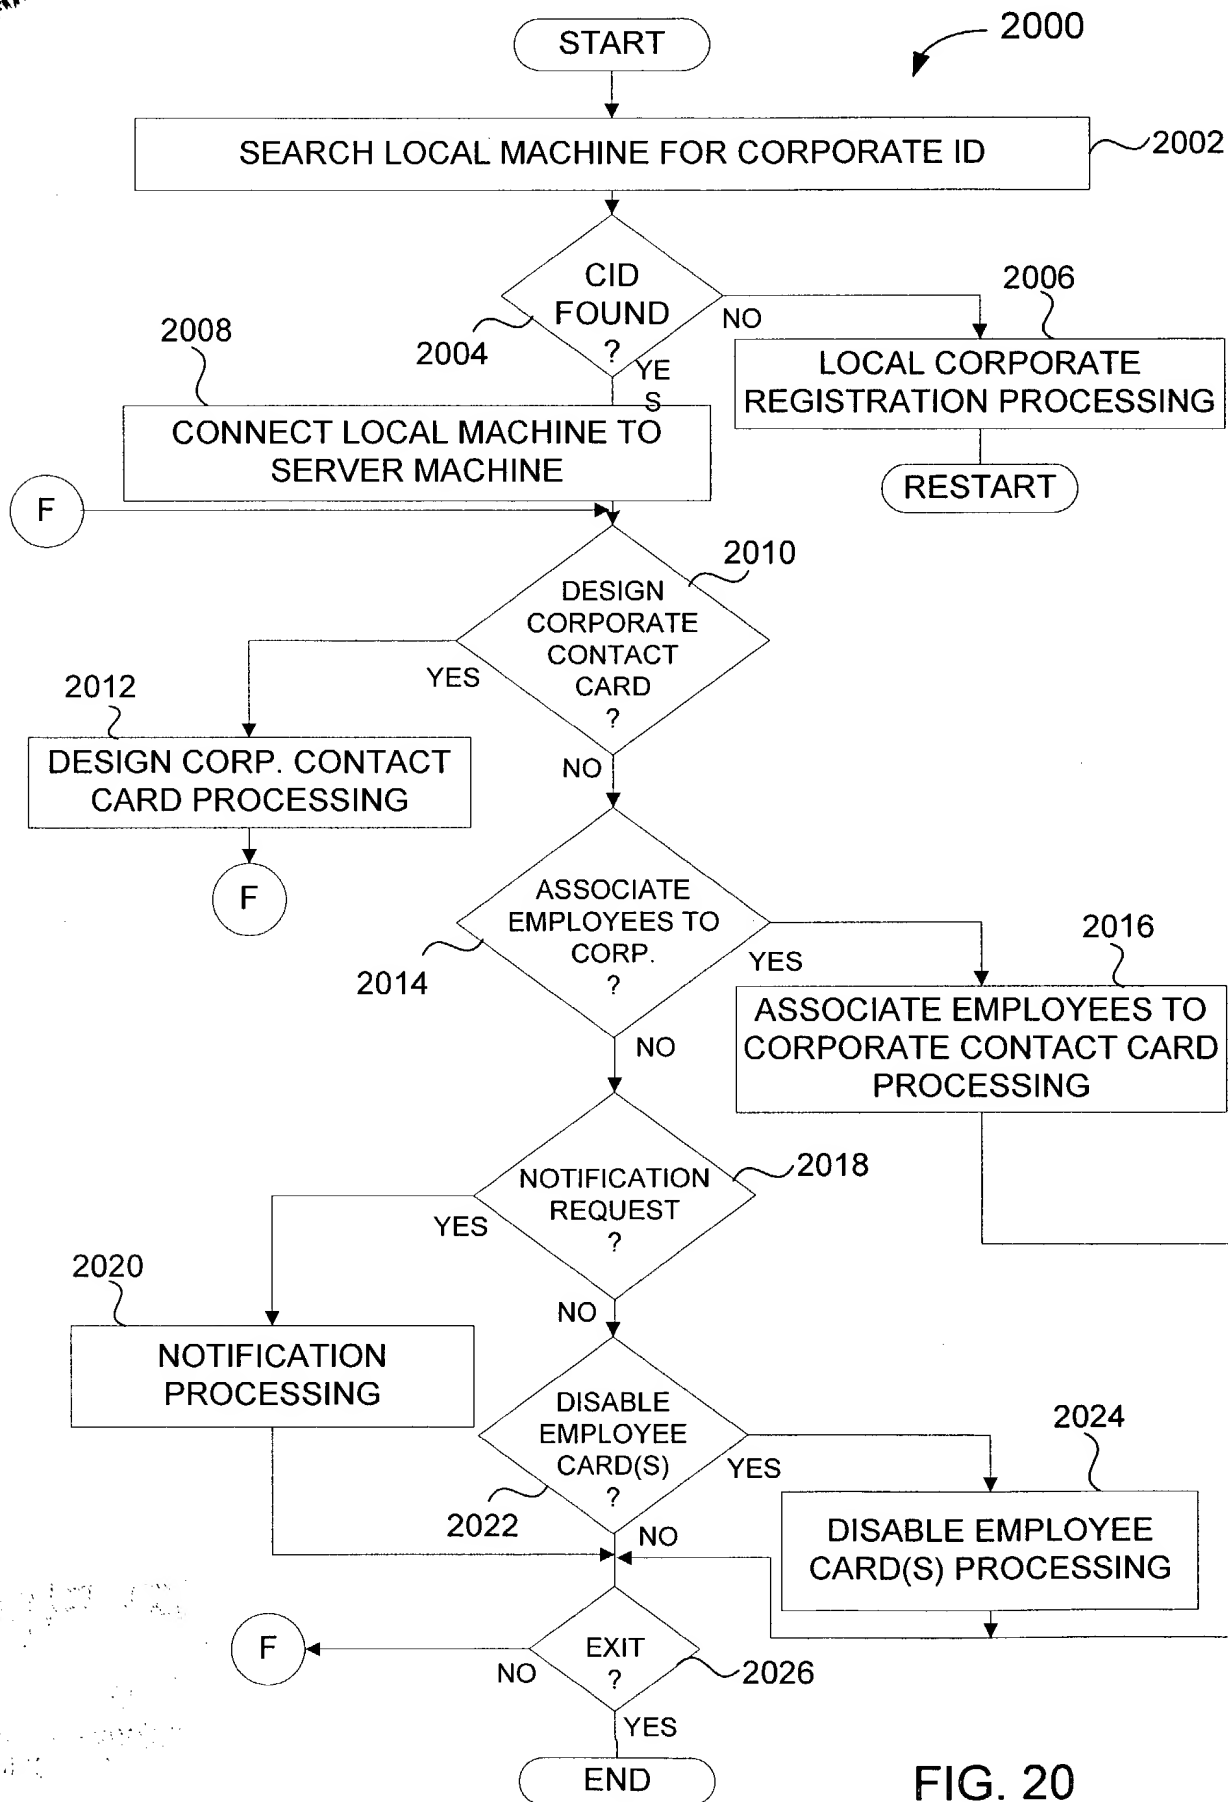 START
2000
SEARCH LOCAL MACHINE FOR CORPORATE ID
2002
CID
FOUND
?
2004
NO
2006
YE
S
2008
LOCAL CORPORATE
REGISTRATION PROCESSING
CONNECT LOCAL MACHINE TO
SERVER MACHINE
RESTART
F
2010
DESIGN
CORPORATE
CONTACT
CARD
?
YES
2012
DESIGN CORP. CONTACT
CARD PROCESSING
NO
F
ASSOCIATE
EMPLOYEES TO
CORP.
?
2014
YES
2016
ASSOCIATE EMPLOYEES TO
CORPORATE CONTACT CARD
PROCESSING
NO
NOTIFICATION
REQUEST
?
2018
YES
2020
NOTIFICATION
PROCESSING
NO
DISABLE
EMPLOYEE
CARD(S)
?
2022
YES
2024
DISABLE EMPLOYEE
CARD(S) PROCESSING
NO
F
EXIT
?
NO
2026
YES
END
FIG. 20